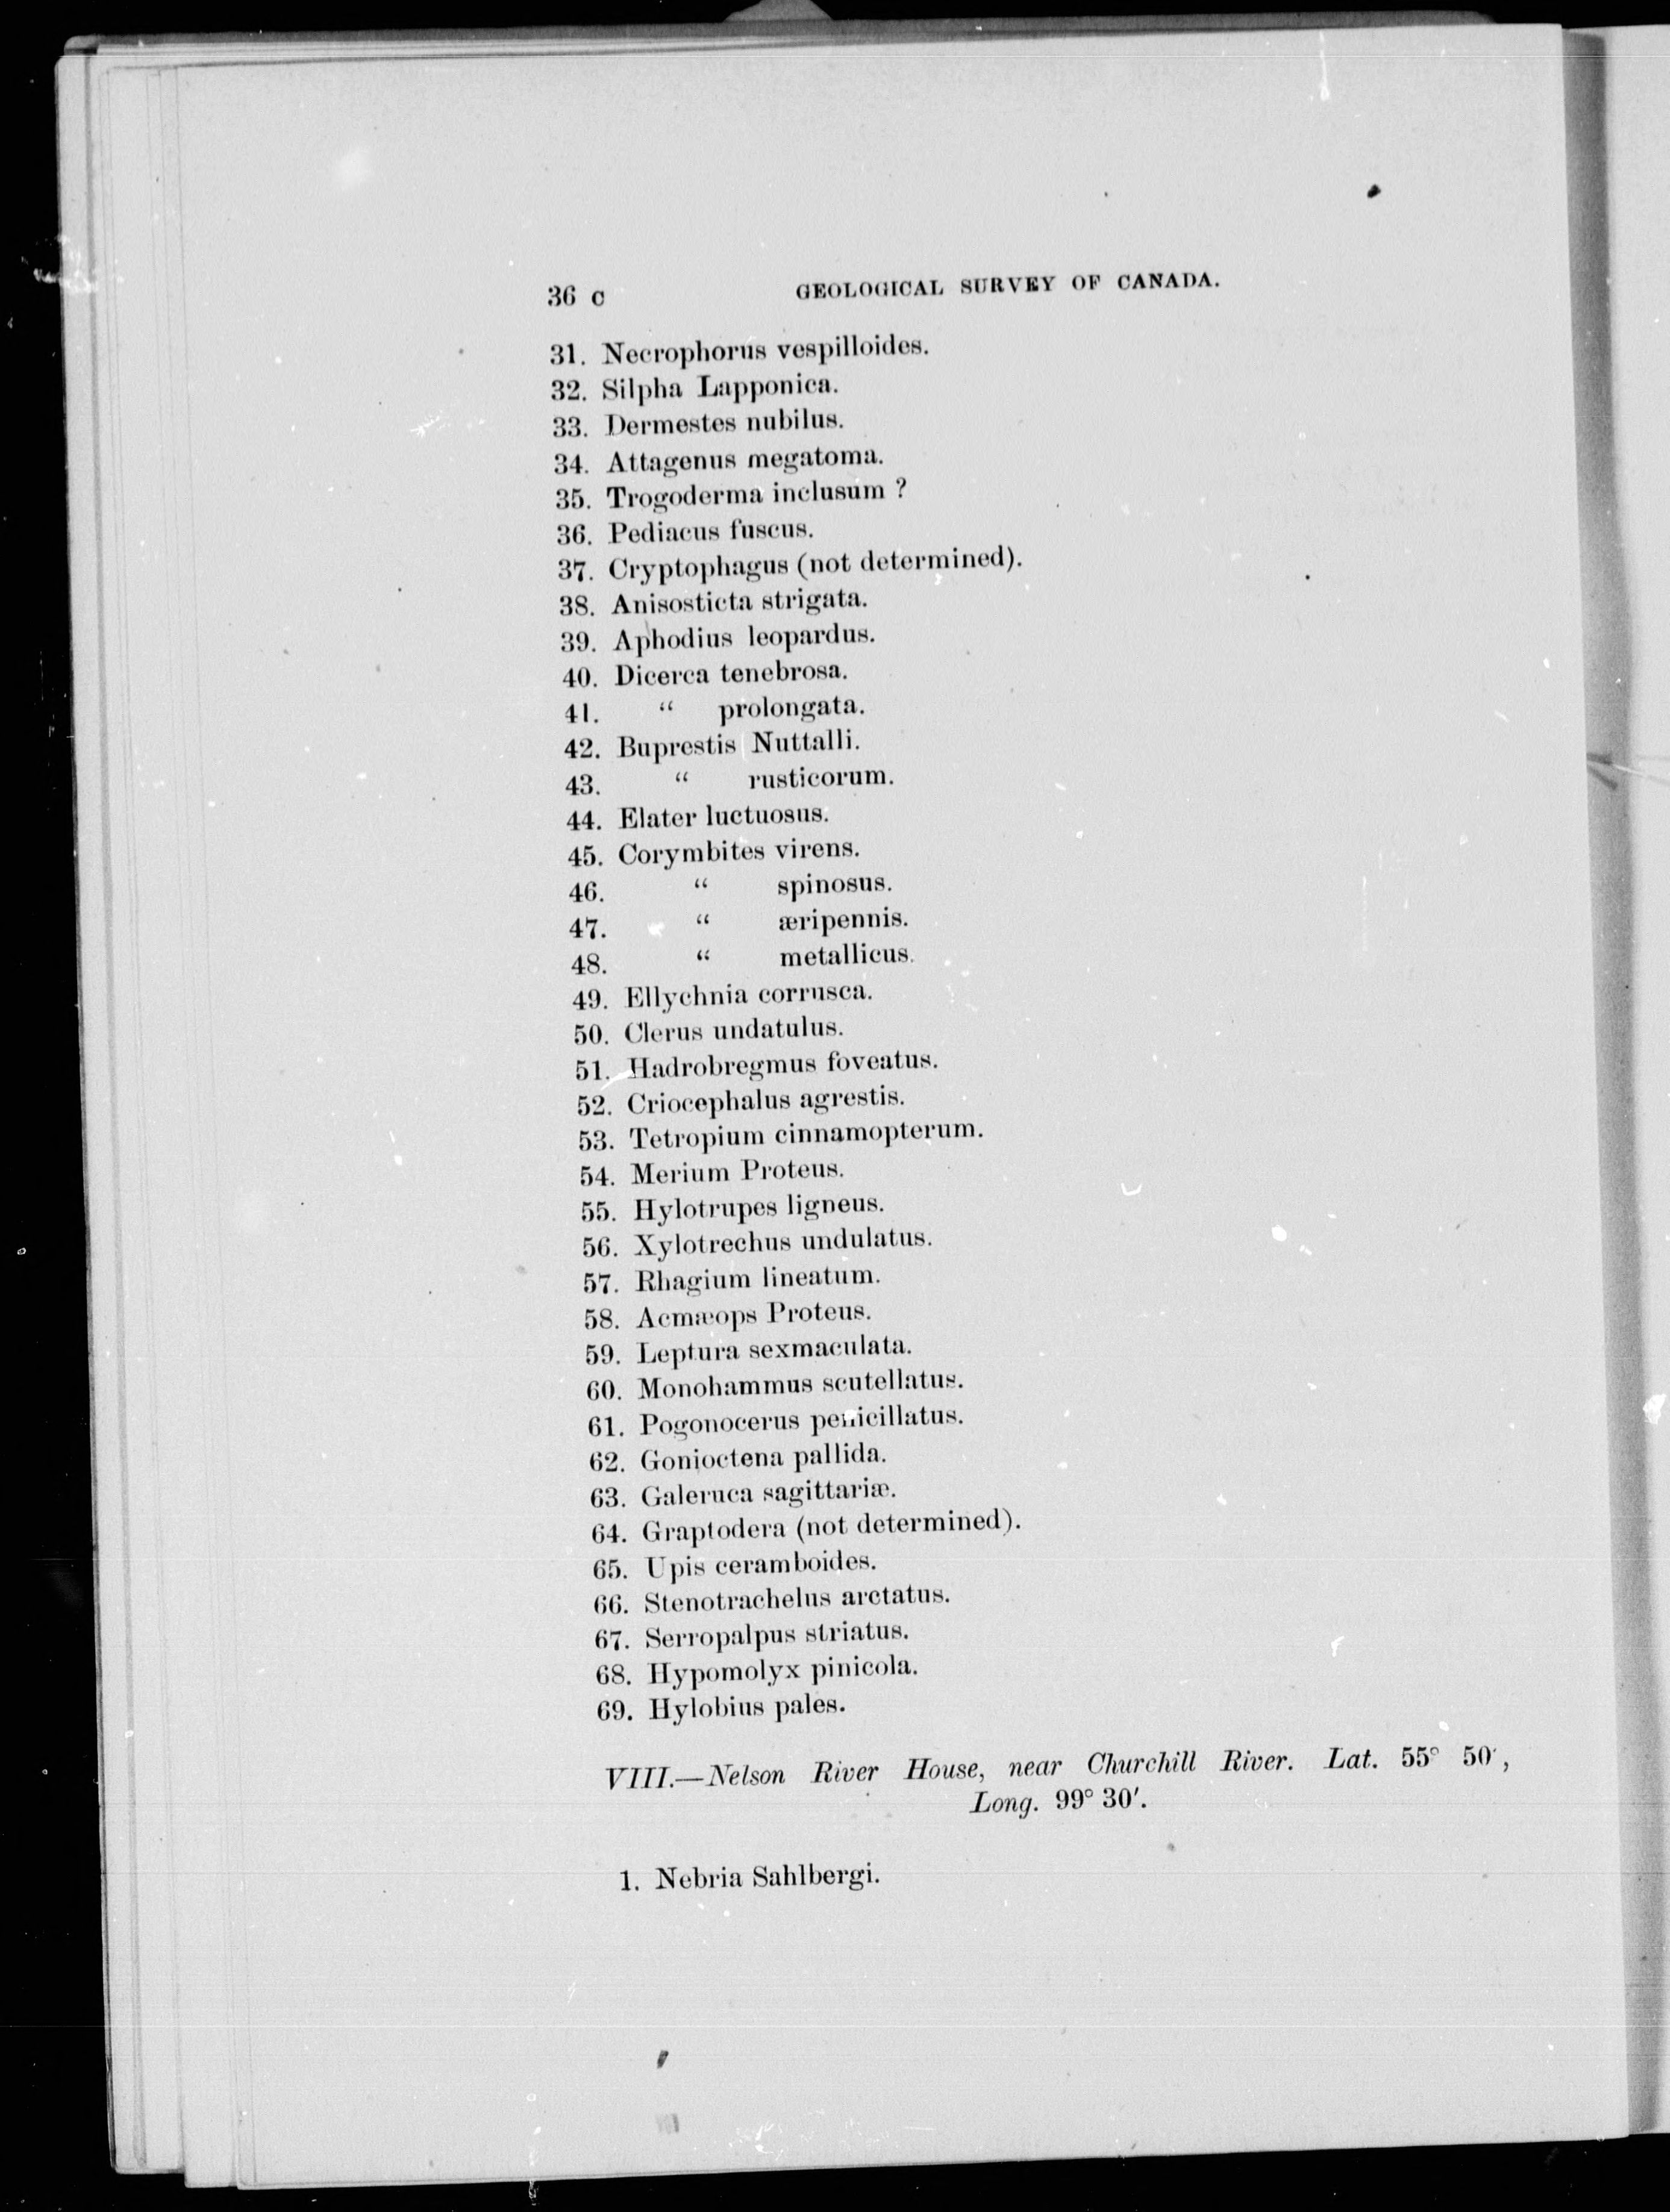 36 C GEOLOGICAL SURVEY OF CANADA.
31. Necrophorus vespilloides.
32. Silpha Lapponica.
33. Dermestes nubilus.
34. Attagenus megatoma.
35. Trogoderma inclusum ?
36. Pediacus fuscus.
37. Cryptophagus (not determined).
38. Anisosticta strigata.
39. Aphodius leopardus.
40. Dicerca tenebrosa.
41. “ prolongata.
42. Buprestis Nuttalli.
43. “ rusticorum.
44. Elater luctuosus.
45. Corymbites virens.
46. “ spinosus.
47. “ æripennis.
48. “ metallicus.
49. Ellychnia corrusca.
50. Clerus undatulus.
51. Hadrobregmus foveatus.
52. Criocephalus agrestis.
53. Tetropium cinnamopterum.
54. Merium Proteus.
55. Hylotrupes ligneus.
56. Xylotrechus undulatus.
57. Rhagium lineatum.
58. Acmæops Proteus.
59. Leptura sexmaculata.
60. Monohammus scutellatus.
61. Pogonocerus penicillatus.
62. Gonioctena pallida.
63. Galeruca sagittariæ.
64. Graptodera (not determined).
65. Upis ceramboides.
66. Stenotrachelus arctatus.
67. Serropalpus striatus.
68. Hypomolyx pinicola.
69. Hylobius pales.
VIII.—Nelson River House, near Churchill River. Lat. 55° 50′,
Long. 99° 30′.
1. Nebria Sahlbergi.